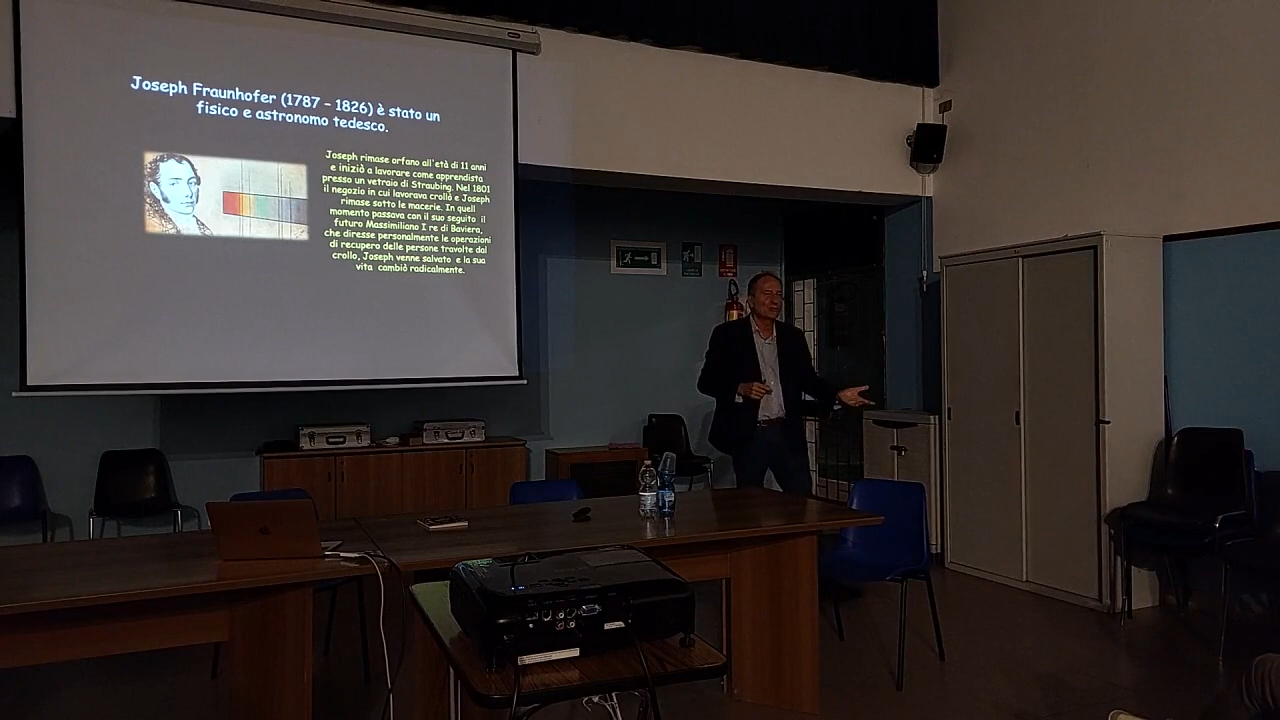 Joseph Fraunhofer (1787 – 1826) è stato un
fisico e astronomo tedesco.
Joseph rimase orfano all'età di 11 anni
e iniziò a lavorare come apprendista
presso un vetraio di Straubing. Nel 1801
il negozio in cui lavorava crollò e Joseph
rimase sotto le macerie. In quell
momento passava con il suo seguito il
futuro Massimiliano I re di Baviera,
che diresse personalmente le operazioni
di recupero delle persone travolte dal
crollo, Joseph venne salvato e la sua
vita cambiò radicalmente.